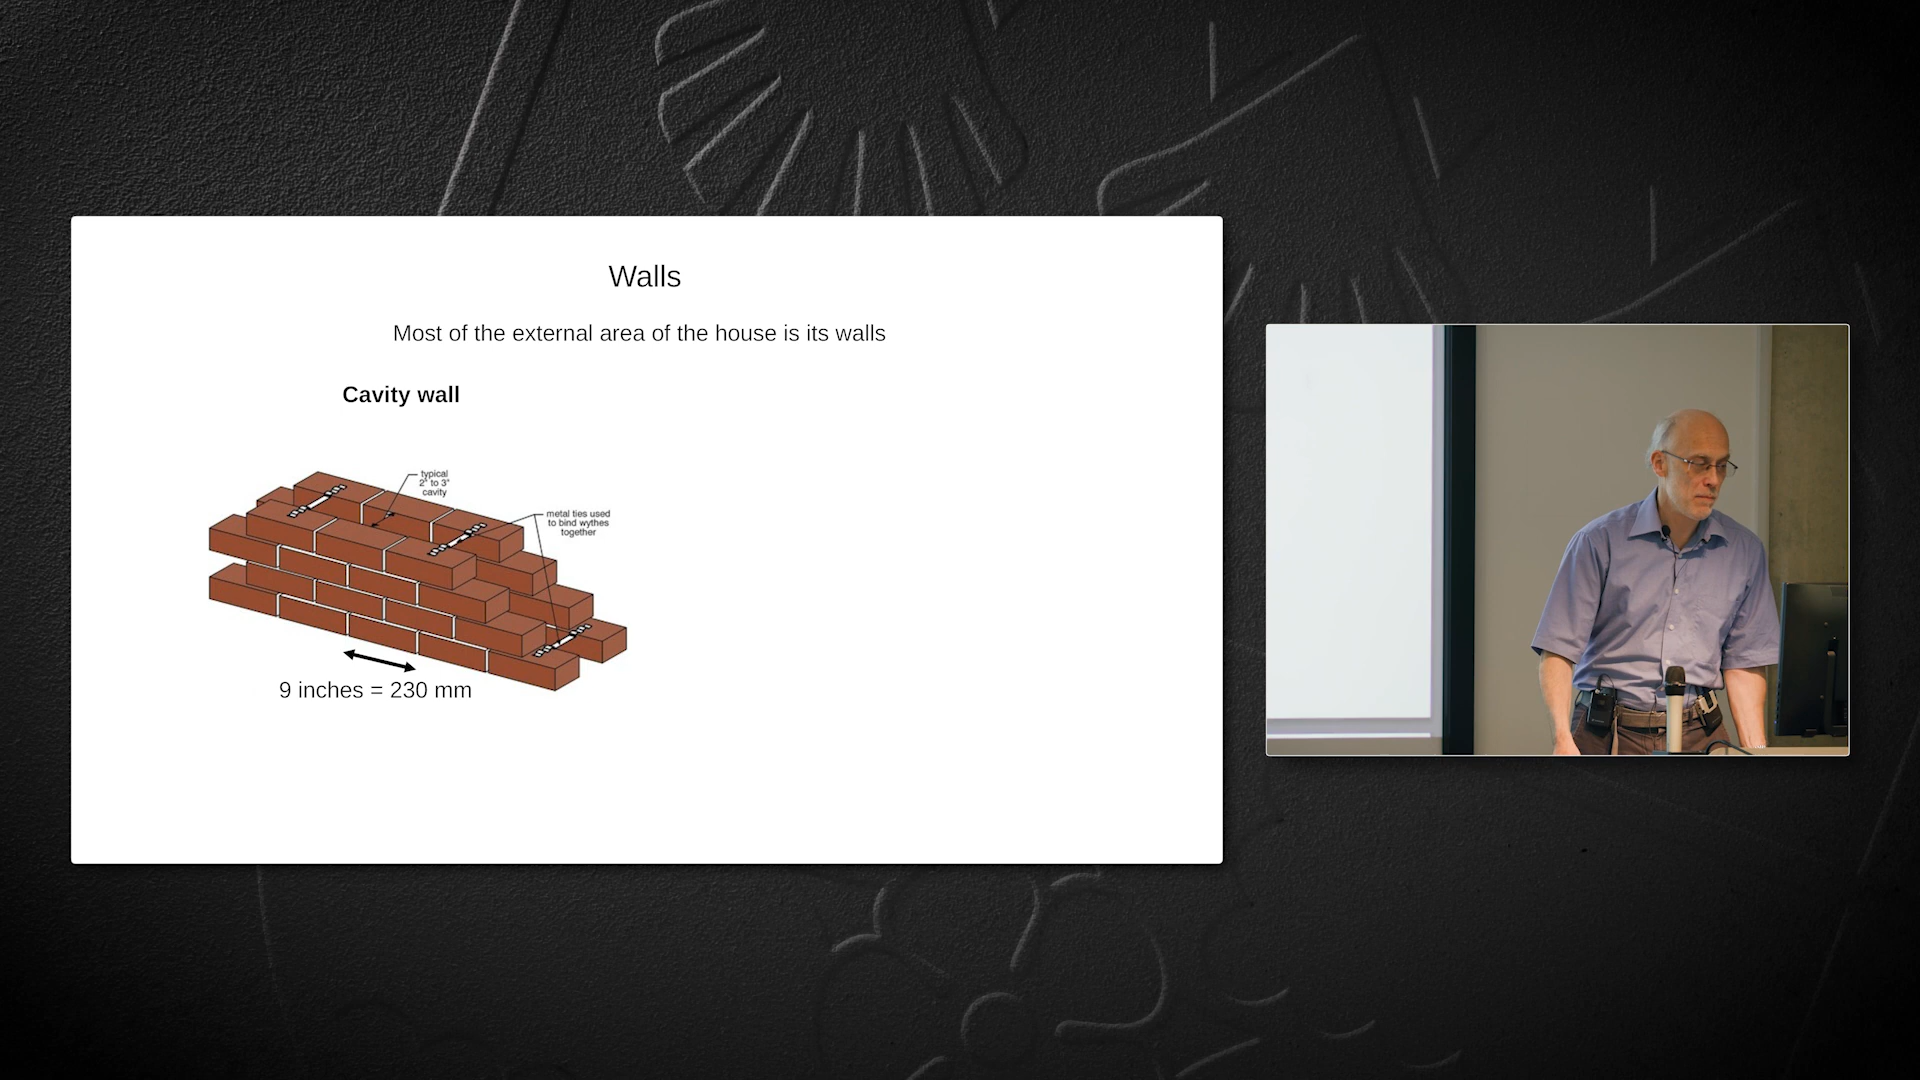 Walls
Most of the external area of the house is its walls
Cavity wall
typical
2" to 3"
cavity
metal ties used
to bind wythes
together
9 inches = 230 mm